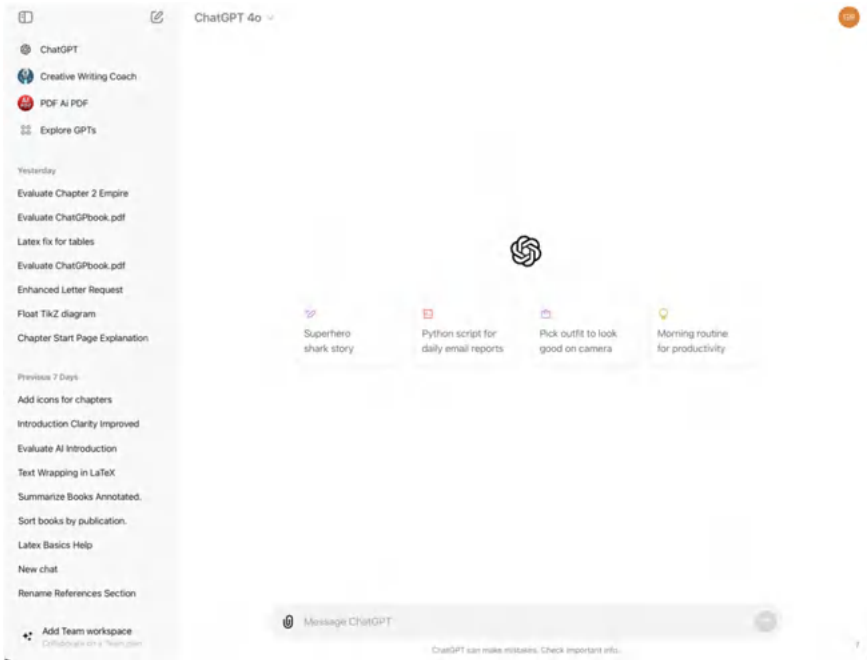 ChatGPT 4o
ChatGPT
Creative Writing Coach
PDF Ai PDF
Explore GPTs
Yesterday
Evaluate Chapter 2 Empire
Evaluate ChatGPbook.pdf
Latex fix for tables
Evaluate ChatGPbook.pdf
Enhanced Letter Request
Float TikZ diagram
Chapter Start Page Explanation
Previous 7 Days
Add icons for chapters
Introduction Clarity Improved
Evaluate AI Introduction
Text Wrapping in LaTeX
Summarize Books Annotated.
Sort books by publication.
Latex Basics Help
New chat
Rename References Section
Add Team workspace
Collaborate on a Team plan
Superhero
shark story
Python script for
daily email reports
Pick outfit to look
good on camera
Morning routine
for productivity
Message ChatGPT
ChatGPT can make mistakes. Check important info.
?